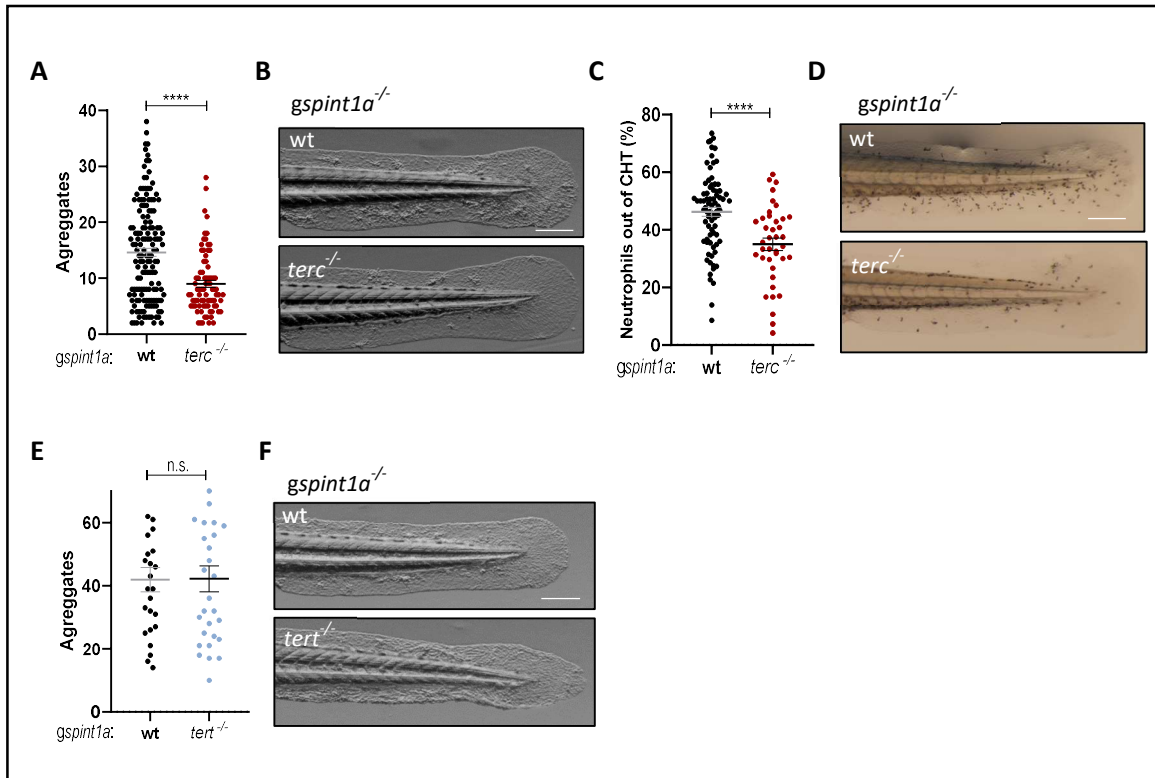 A
****
40
30
20
10
0
Agreggates
gspint1a: wt terc -/-
B
gspint1a-/-
wt
terc-/-
C
****
80
60
40
20
0
Neutrophils out of CHT (%)
gspint1a: wt terc -/-
D
gspint1a-/-
wt
terc-/-
E
n.s.
60
40
20
0
Agreggates
gspint1a: wt tert -/-
F
gspint1a-/-
wt
tert-/-